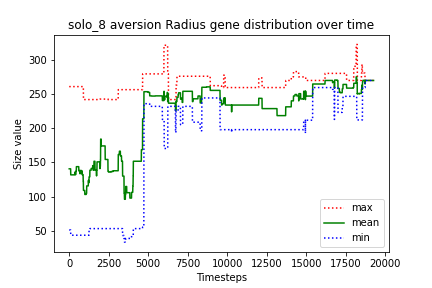 solo_8 aversion Radius gene distribution over time
Size value
300
250
200
150
100
50
max
mean
min
0 2500 5000 7500 10000 12500 15000 17500 20000
Timesteps